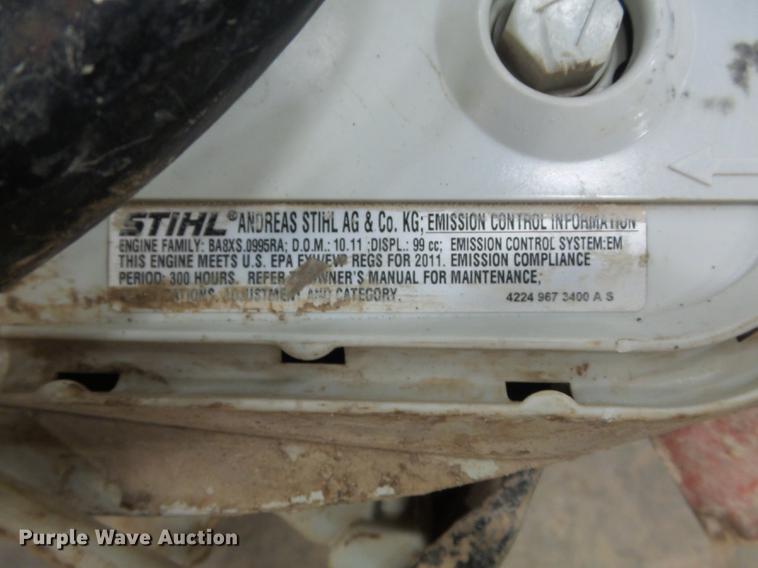 STIHL® ANDREAS STIHL AG & Co. KG; EMISSION CONTROL INFORMATION
ENGINE FAMILY: BA8XS.0995RA; D.O.M.: 10.11 ;DISPL.: 99 cc; EMISSION CONTROL SYSTEM:EM
THIS ENGINE MEETS U.S. EPA REGS FOR 2011. EMISSION COMPLIANCE
PERIOD: 300 HOURS. REFER TO OWNER'S MANUAL FOR MAINTENANCE,
ADJUSTMENT AND CATEGORY. 4224 967 3400 A S
Purple Wave Auction®